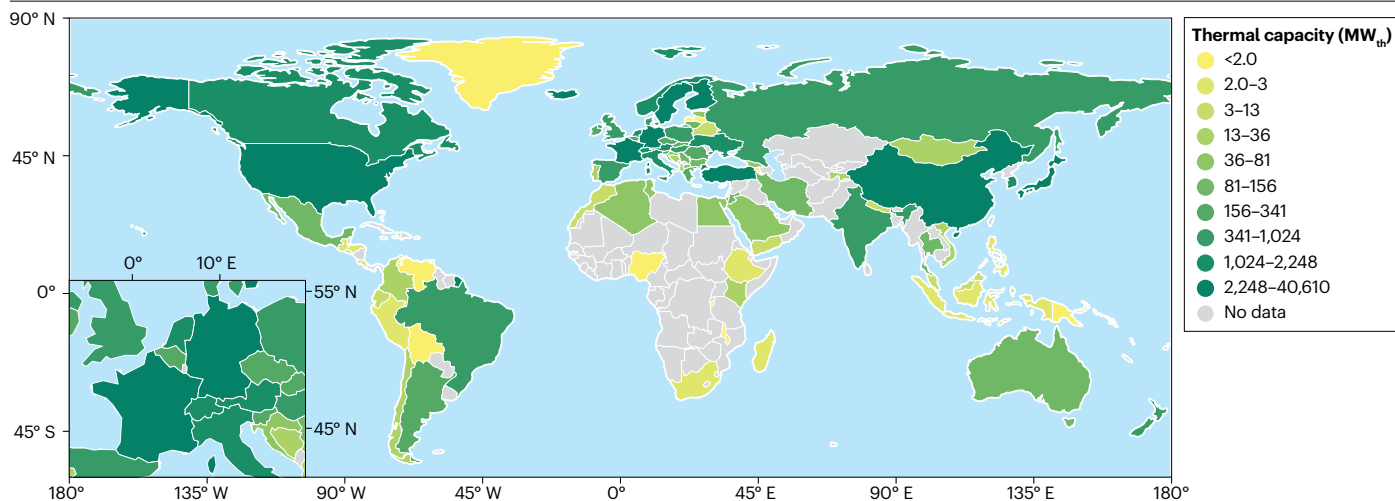 90° N
45° N
0°
45° S
180°
135° W
90° W
45° W
0°
45° E
90° E
135° E
180°
0°
10° E
55° N
45° N
Thermal capacity (MWth)
<2.0
2.0–3
3–13
13–36
36–81
81–156
156–341
341–1,024
1,024–2,248
2,248–40,610
No data